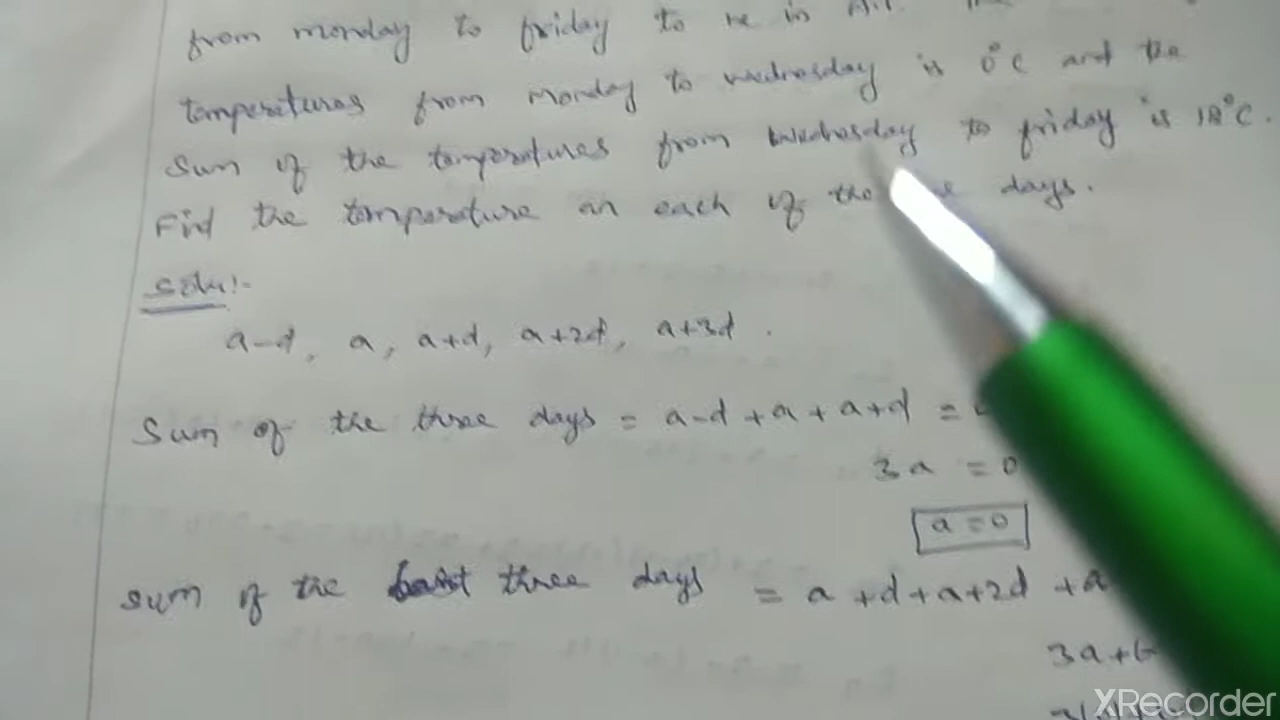 from monday to friday to be in A.P. The
temperatures from monday to wednesday is 0°C and the
Sum of the temperatures from wednesday to friday is 18°C.
Find the temperature on each of the days.
Soln:-
a-d, a, a+d, a+2d, a+3d.
Sum of the three days = a-d + a + a+d =
3a = 0
a = 0
Sum of the last three days = a+d+a+2d +a
3a+6
XRecorder